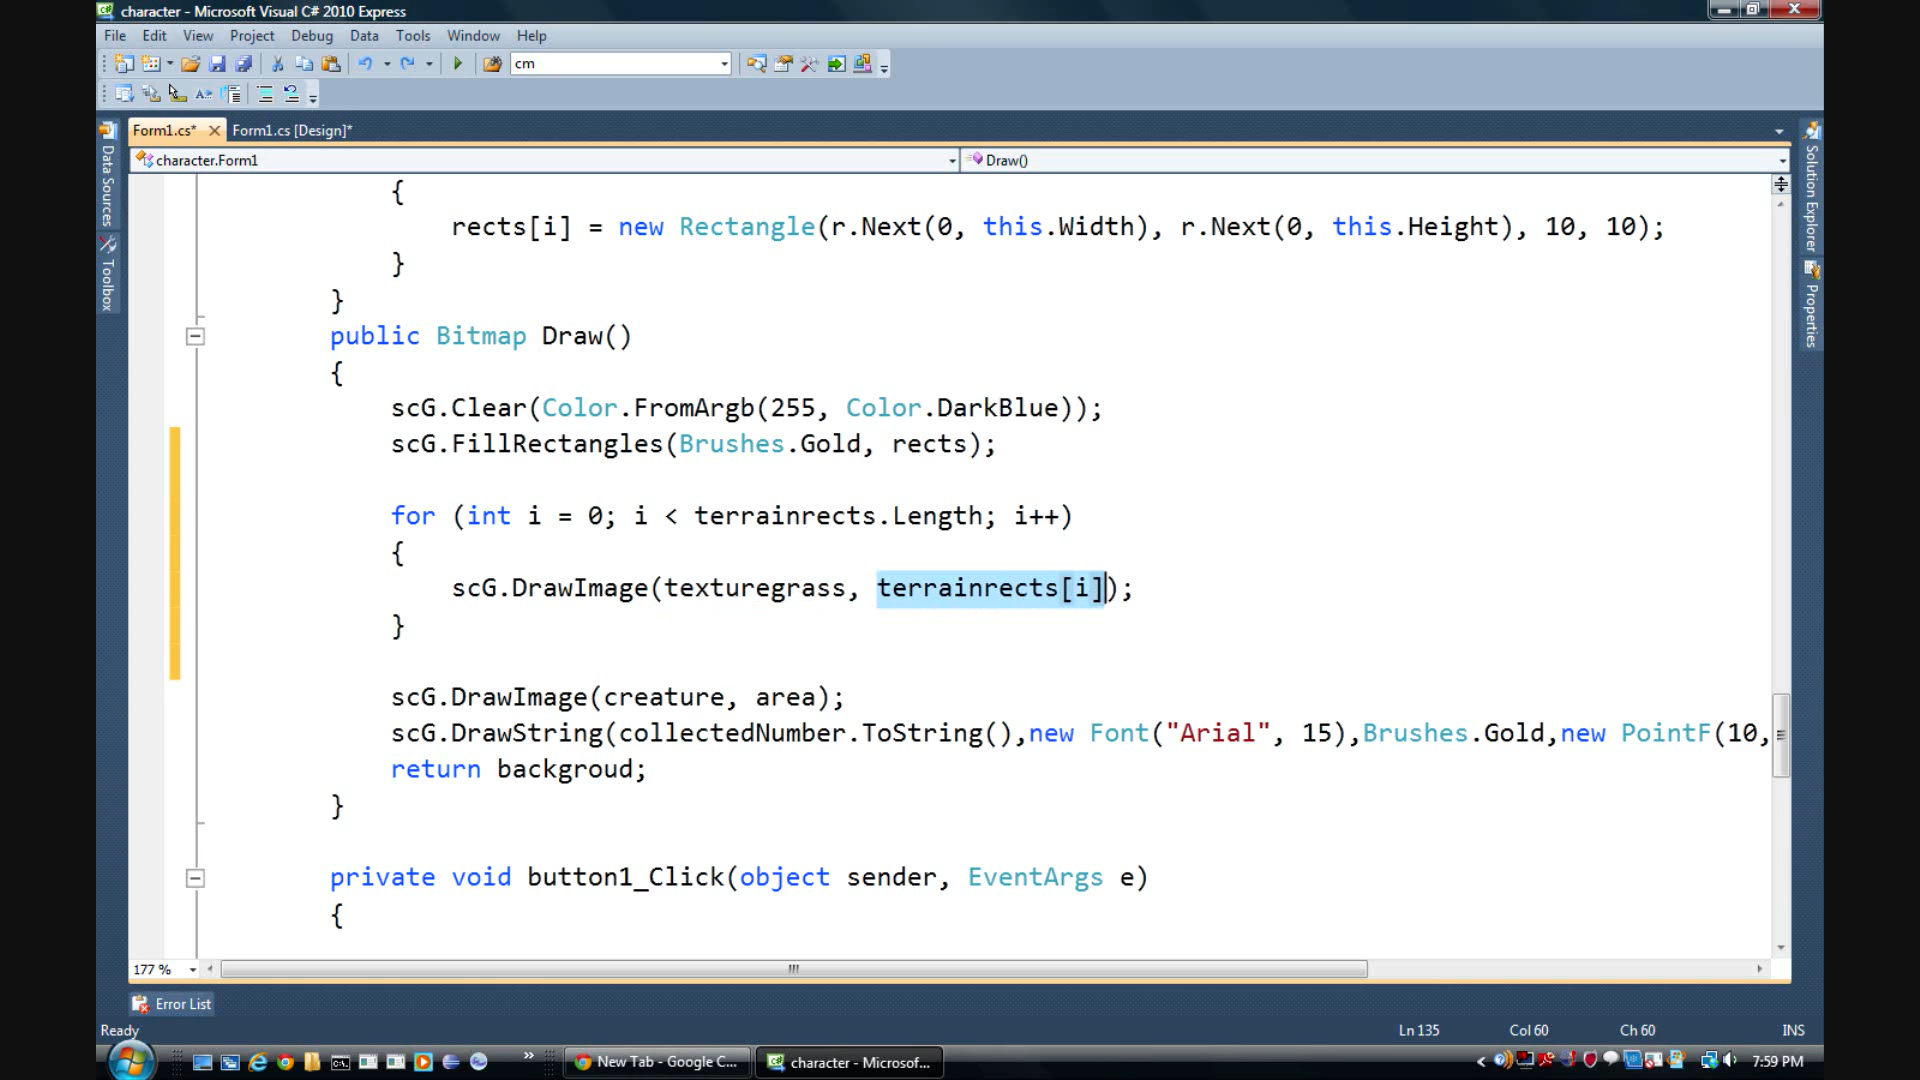 character - Microsoft Visual C# 2010 Express
File Edit View Project Debug Data Tools Window Help
cm
Form1.cs* Form1.cs [Design]*
character.Form1 Draw()
Data Sources
Toolbox
Solution Explorer
Properties
{
rects[i] = new Rectangle(r.Next(0, this.Width), r.Next(0, this.Height), 10, 10);
}
}
public Bitmap Draw()
{
scG.Clear(Color.FromArgb(255, Color.DarkBlue));
scG.FillRectangles(Brushes.Gold, rects);
for (int i = 0; i < terrainrects.Length; i++)
{
scG.DrawImage(texturegrass, terrainrects[i]);
}
scG.DrawImage(creature, area);
scG.DrawString(collectedNumber.ToString(),new Font("Arial", 15),Brushes.Gold,new PointF(10,
return backgroud;
}
private void button1_Click(object sender, EventArgs e)
{
177 %
Error List
Ready Ln 135 Col 60 Ch 60 INS
New Tab - Google C... character - Microsof... 7:59 PM